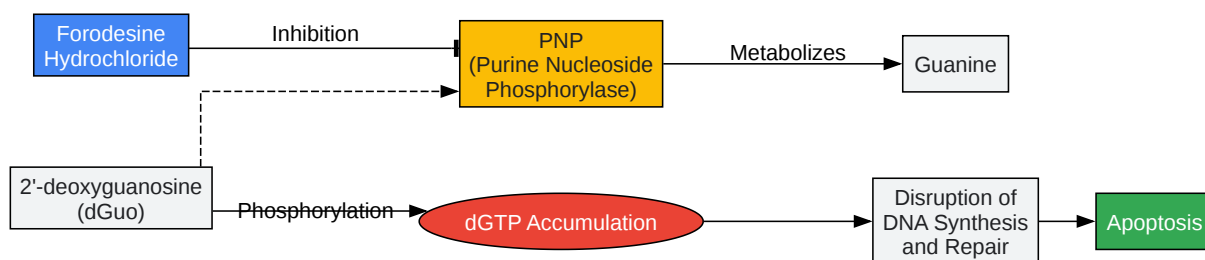 Forodesine
Hydrochloride
Inhibition
PNP
(Purine Nucleoside
Phosphorylase)
Metabolizes
Guanine
2'-deoxyguanosine
(dGuo)
Phosphorylation
dGTP Accumulation
Disruption of
DNA Synthesis
and Repair
Apoptosis